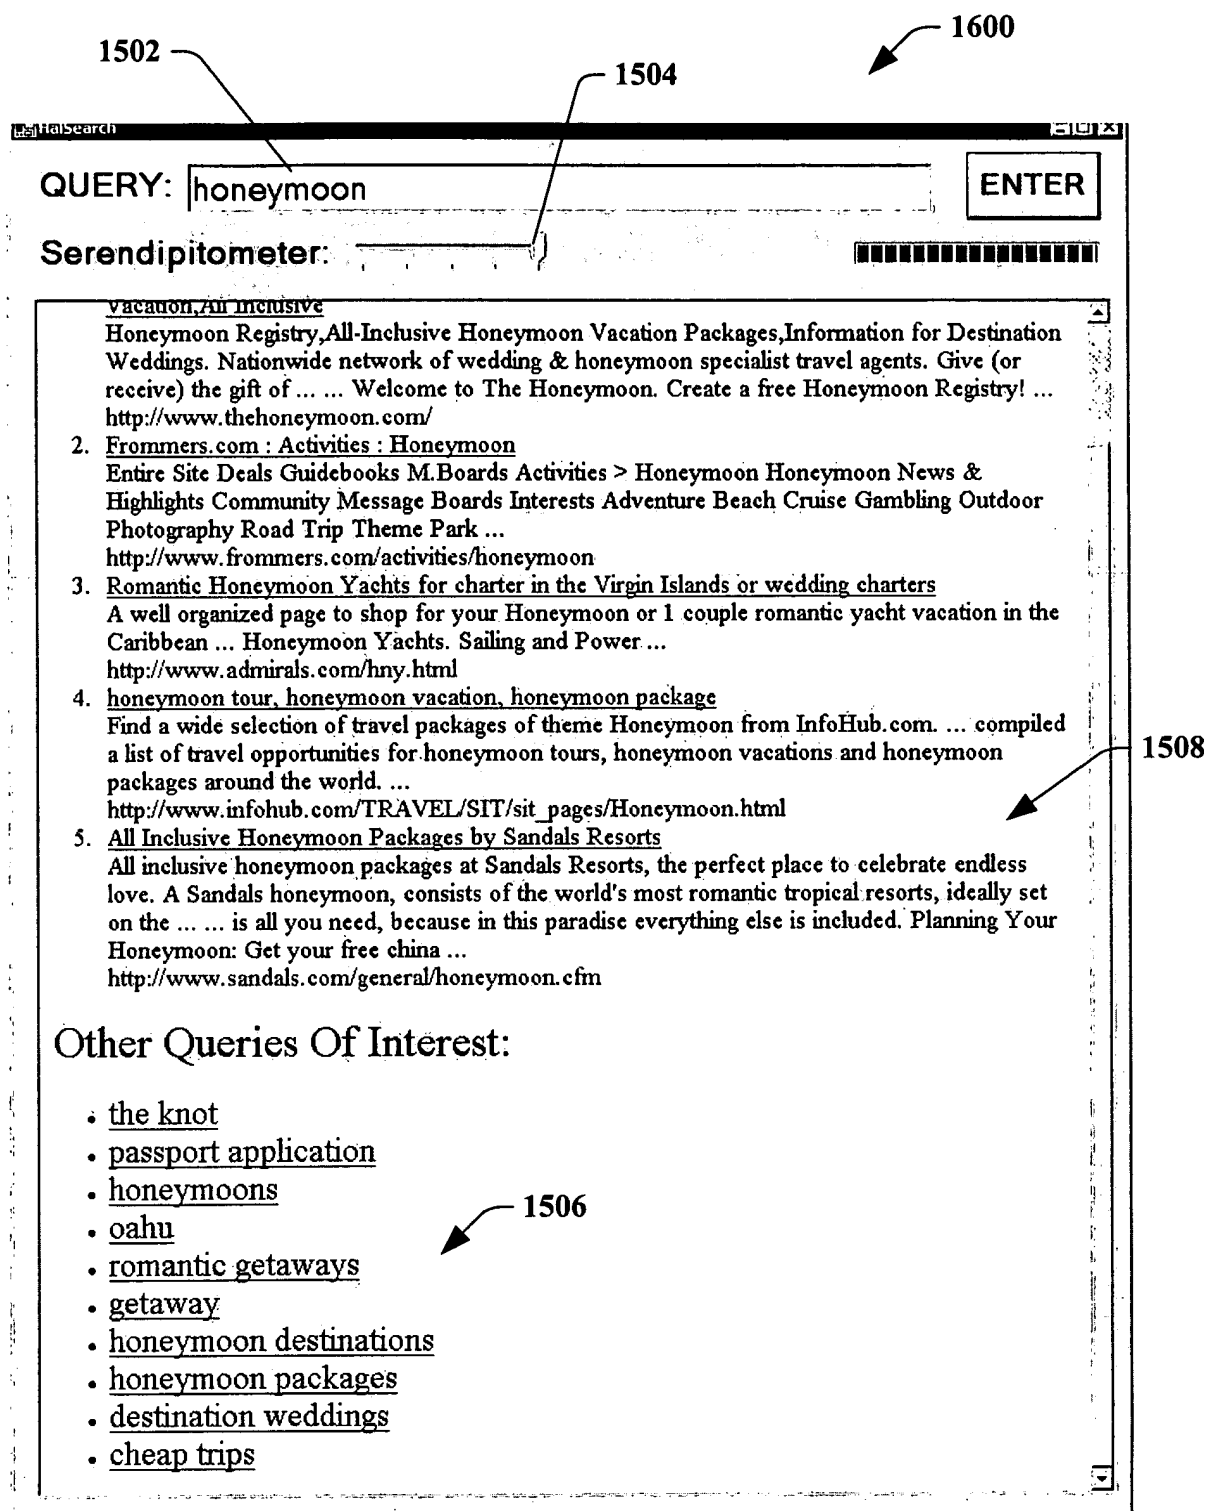 1600
1502
1504
HalSearch
QUERY: honeymoon ENTER
Serendipitometer:
Vacation,All Inclusive
Honeymoon Registry,All-Inclusive Honeymoon Vacation Packages,Information for Destination
Weddings. Nationwide network of wedding & honeymoon specialist travel agents. Give (or
receive) the gift of ... ... Welcome to The Honeymoon. Create a free Honeymoon Registry! ...
http://www.thehoneymoon.com/
2. Frommers.com : Activities : Honeymoon
Entire Site Deals Guidebooks M.Boards Activities > Honeymoon Honeymoon News &
Highlights Community Message Boards Interests Adventure Beach Cruise Gambling Outdoor
Photography Road Trip Theme Park ...
http://www.frommers.com/activities/honeymoon
3. Romantic Honeymoon Yachts for charter in the Virgin Islands or wedding charters
A well organized page to shop for your Honeymoon or 1 couple romantic yacht vacation in the
Caribbean ... Honeymoon Yachts. Sailing and Power ...
http://www.admirals.com/hny.html
4. honeymoon tour, honeymoon vacation, honeymoon package
Find a wide selection of travel packages of theme Honeymoon from InfoHub.com. ... compiled
a list of travel opportunities for honeymoon tours, honeymoon vacations and honeymoon
packages around the world. ...
http://www.infohub.com/TRAVEL/SIT/sit_pages/Honeymoon.html
1508
5. All Inclusive Honeymoon Packages by Sandals Resorts
All inclusive honeymoon packages at Sandals Resorts, the perfect place to celebrate endless
love. A Sandals honeymoon, consists of the world's most romantic tropical resorts, ideally set
on the ... ... is all you need, because in this paradise everything else is included. Planning Your
Honeymoon: Get your free china ...
http://www.sandals.com/general/honeymoon.cfm
Other Queries Of Interest:
• the knot
• passport application
• honeymoons
• oahu
• romantic getaways
• getaway
• honeymoon destinations
• honeymoon packages
• destination weddings
• cheap trips
1506